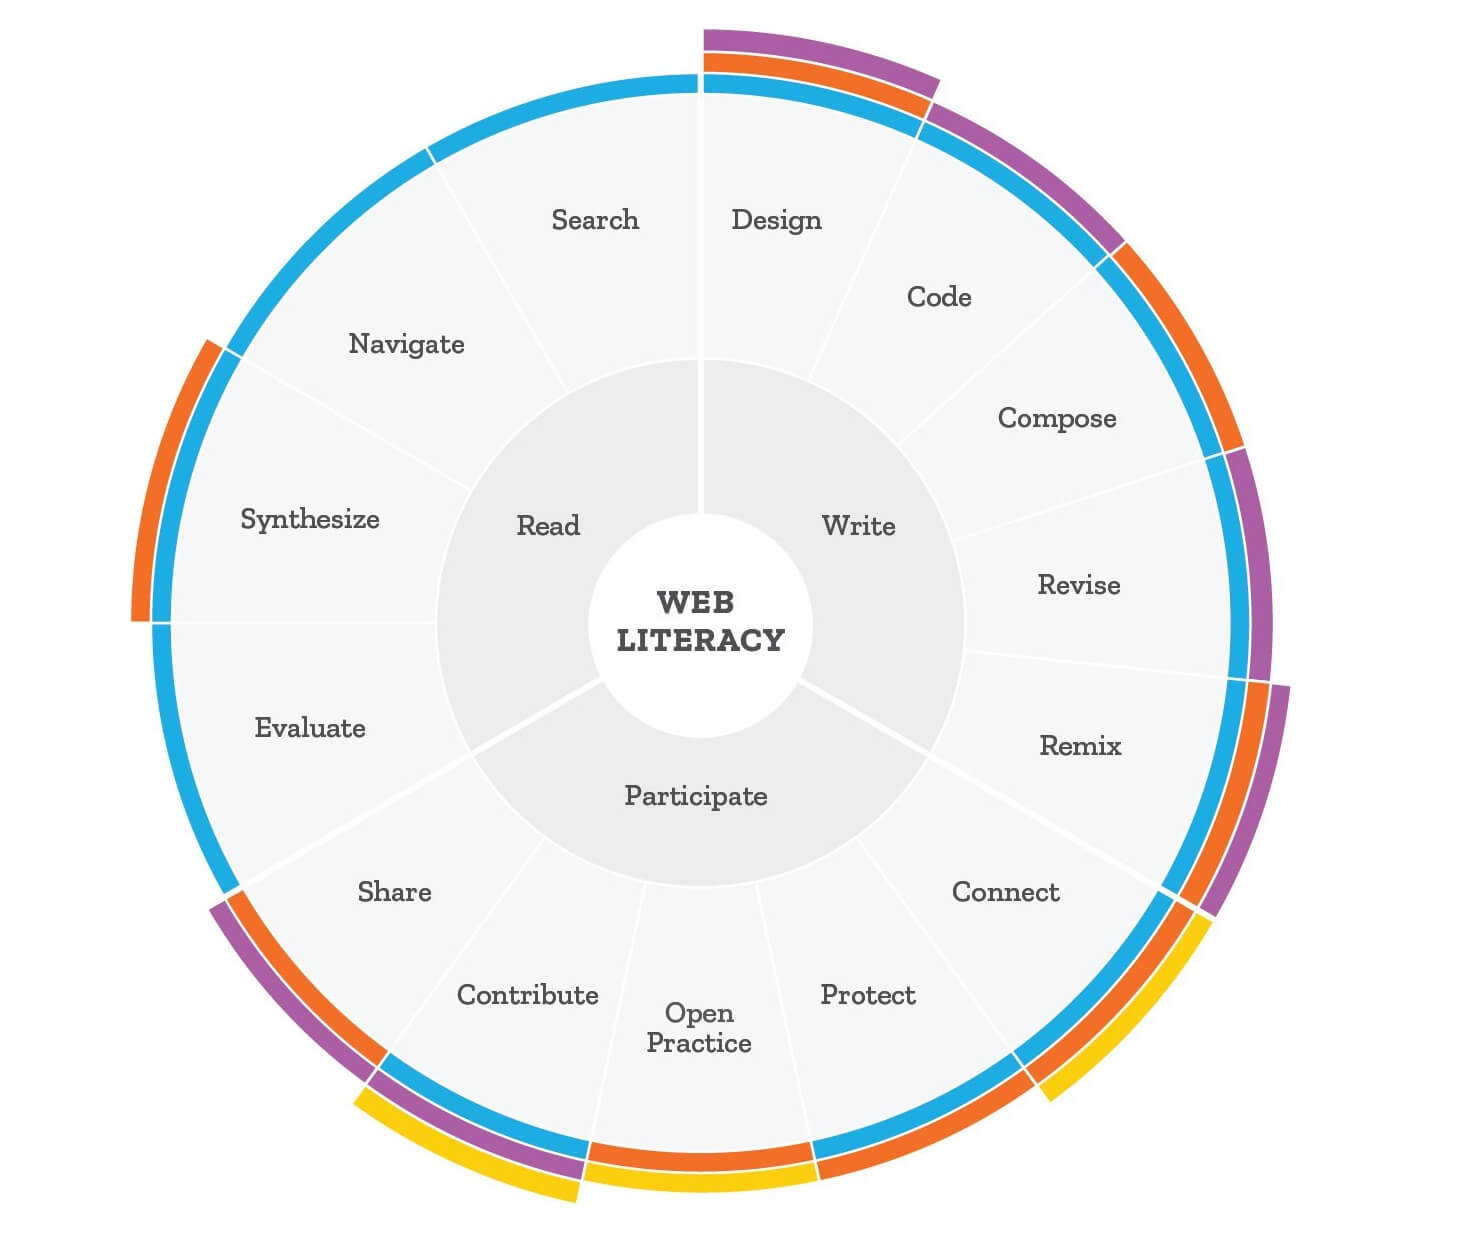 Search
Design
Code
Navigate
Compose
Synthesize
Read
Write
Revise
WEB
LITERACY
Evaluate
Remix
Participate
Share
Connect
Contribute
Protect
Open
Practice